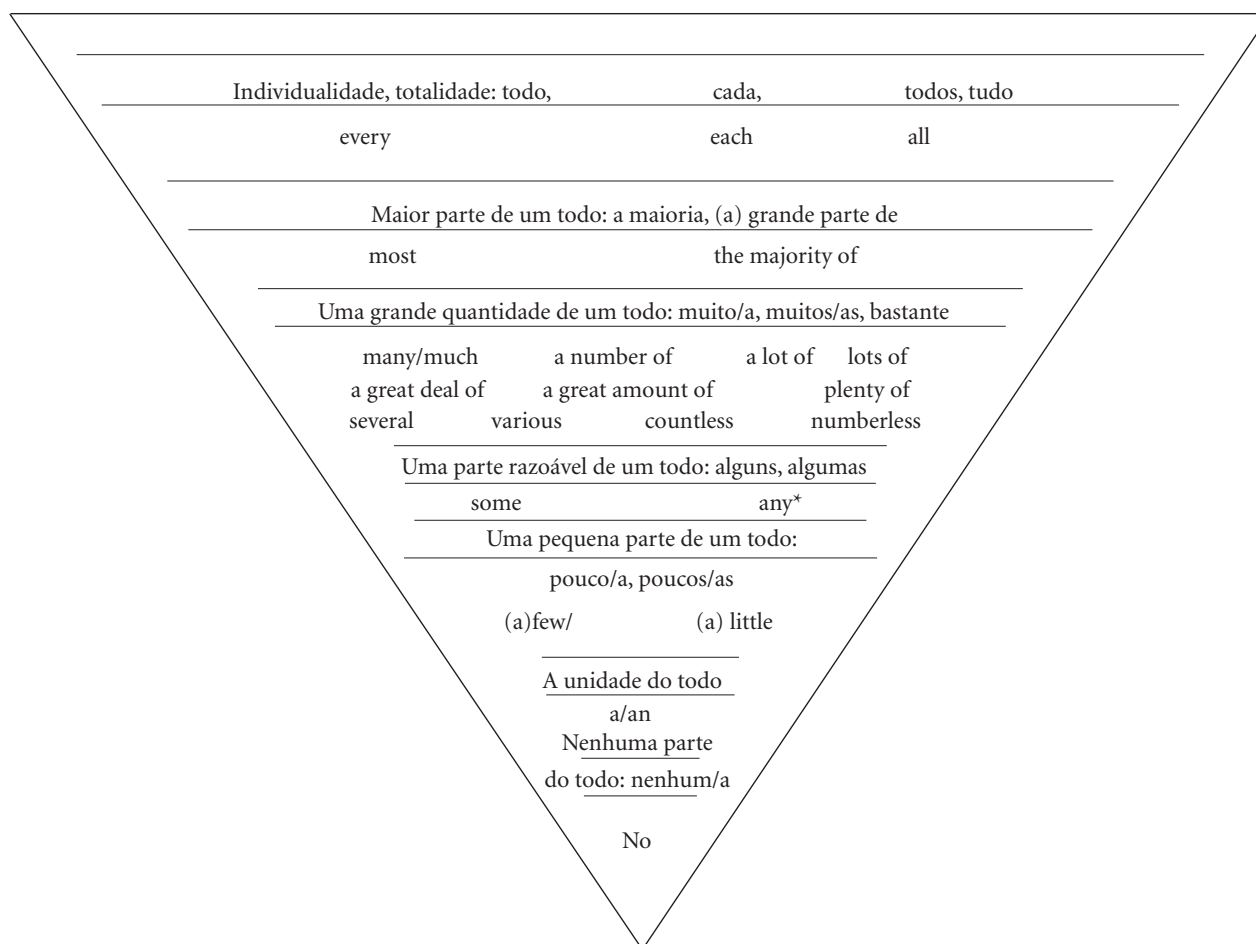 Individualidade, totalidade: todo, cada, todos, tudo
every each all
Maior parte de um todo: a maioria, (a) grande parte de
most the majority of
Uma grande quantidade de um todo: muito/a, muitos/as, bastante
many/much a number of a lot of lots of
a great deal of a great amount of plenty of
several various countless numberless
Uma parte razoável de um todo: alguns, algumas
some any*
Uma pequena parte de um todo:
pouco/a, poucos/as
(a)few/ (a) little
A unidade do todo
a/an
Nenhuma parte
do todo: nenhum/a
No